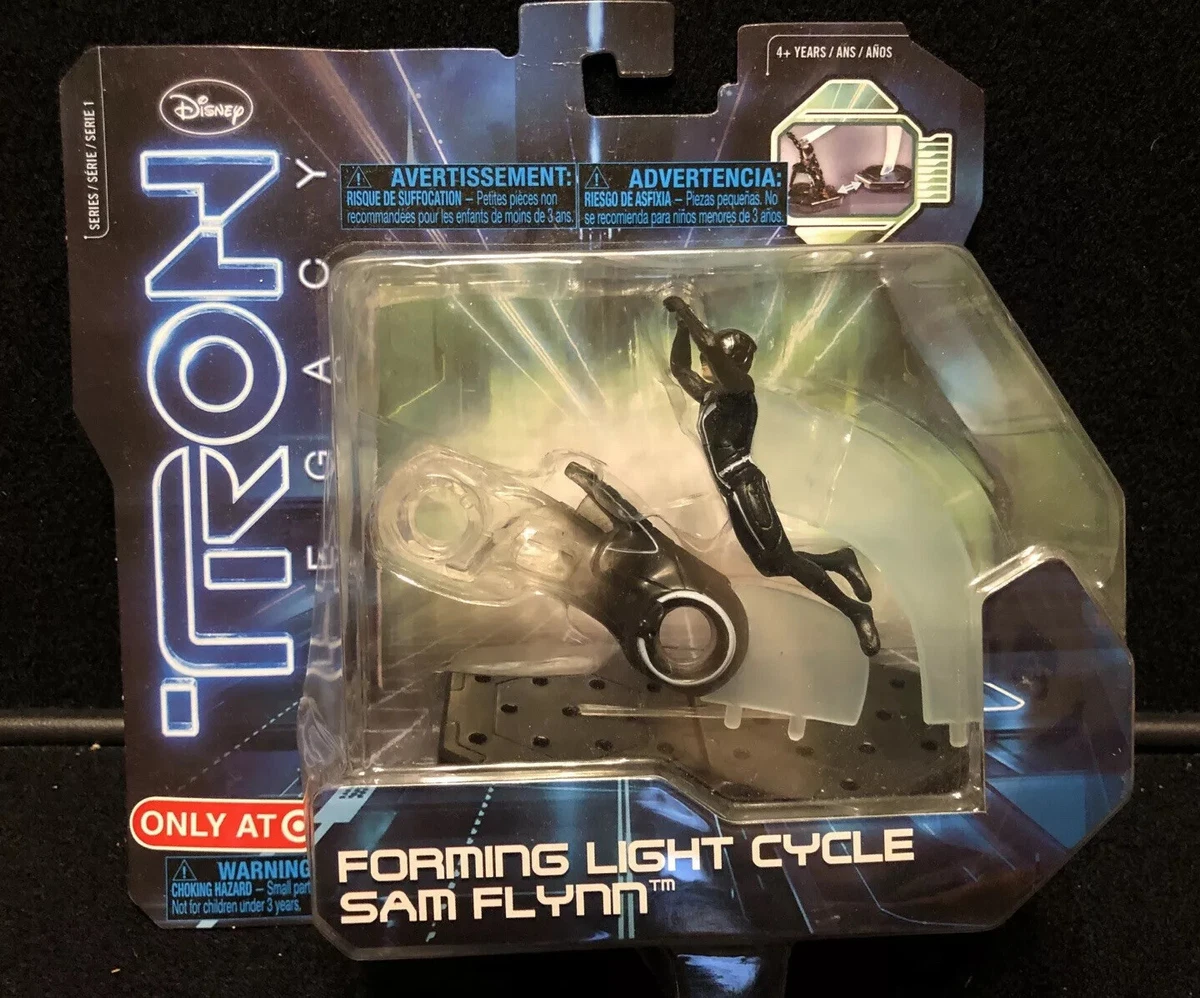 4+ YEARS / ANS / AÑOS
SERIES / SÉRIE / SERIE 1
Disney
TRON
LEGACY
AVERTISSEMENT:
RISQUE DE SUFFOCATION – Petites pièces non
recommandées pour les enfants de moins de 3 ans.
ADVERTENCIA:
RIESGO DE ASFIXIA – Piezas pequeñas. No
se recomienda para niños menores de 3 años.
ONLY AT
WARNING
CHOKING HAZARD – Small part
Not for children under 3 years.
FORMING LIGHT CYCLE
SAM FLYNN™